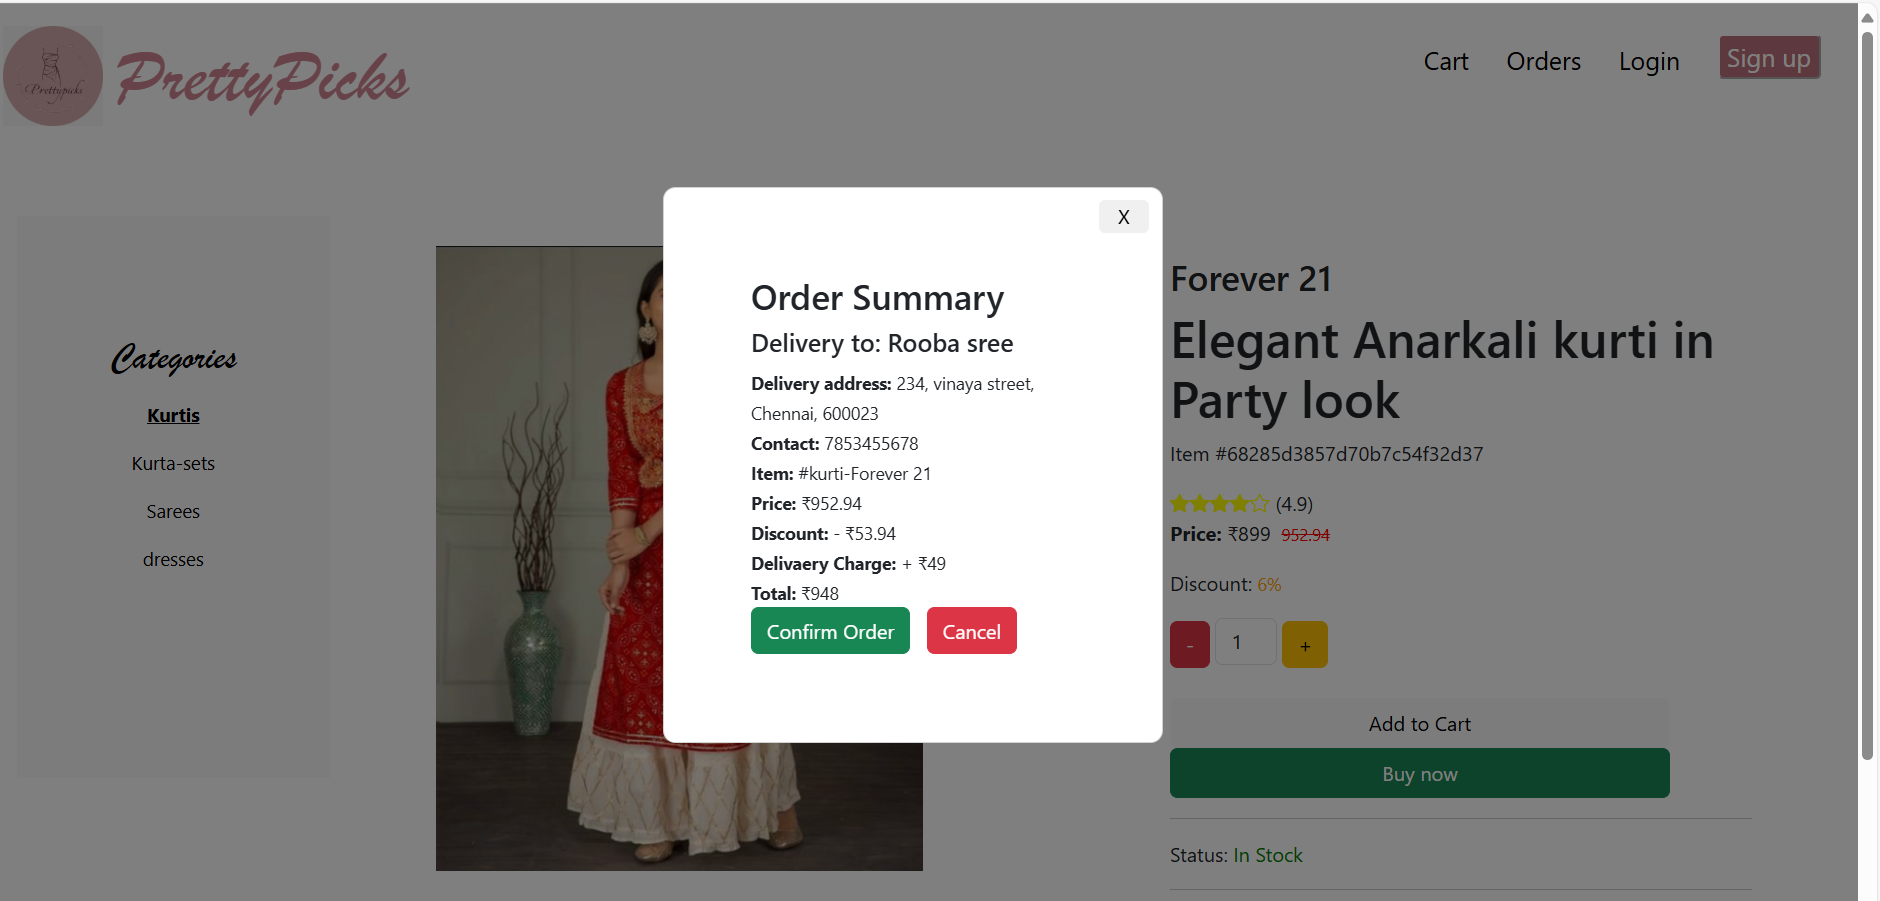 Prettypicks
PrettyPicks
Cart
Orders
Login
Sign up
Categories
Kurtis
Kurta-sets
Sarees
dresses
X
Order Summary
Delivery to: Rooba sree
Delivery address: 234, vinaya street,
Chennai, 600023
Contact: 7853455678
Item: #kurti-Forever 21
Price: ₹952.94
Discount: - ₹53.94
Delivaery Charge: + ₹49
Total: ₹948
Confirm Order
Cancel
Forever 21
Elegant Anarkali kurti in
Party look
Item #68285d3857d70b7c54f32d37
(4.9)
Price: ₹899 952.94
Discount: 6%
- 1 +
Add to Cart
Buy now
Status: In Stock